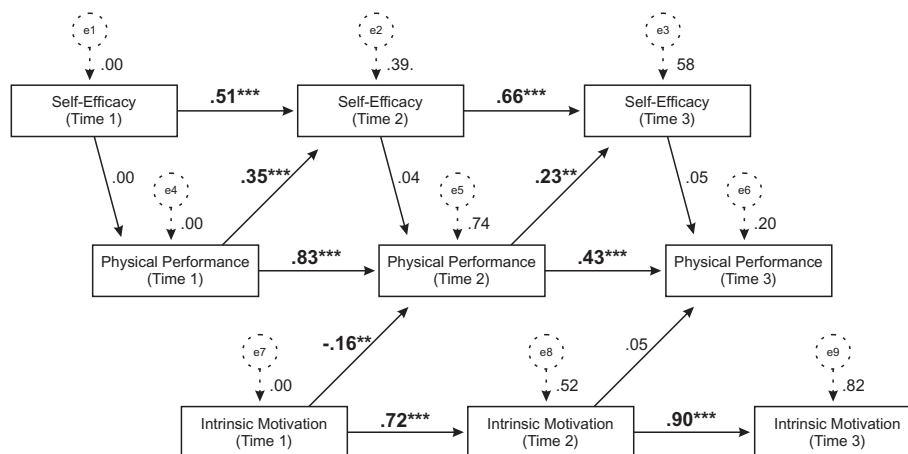 e1
e2
e3
.00
.39.
58
Self-Efficacy
(Time 1)
.51***
Self-Efficacy
(Time 2)
.66***
Self-Efficacy
(Time 3)
.00
e4
.00
.35***
.04
e5
.74
.23**
.05
e6
.20
Physical Performance
(Time 1)
.83***
Physical Performance
(Time 2)
.43***
Physical Performance
(Time 3)
e7
.00
-.16**
e8
.52
.05
e9
.82
Intrinsic Motivation
(Time 1)
.72***
Intrinsic Motivation
(Time 2)
.90***
Intrinsic Motivation
(Time 3)